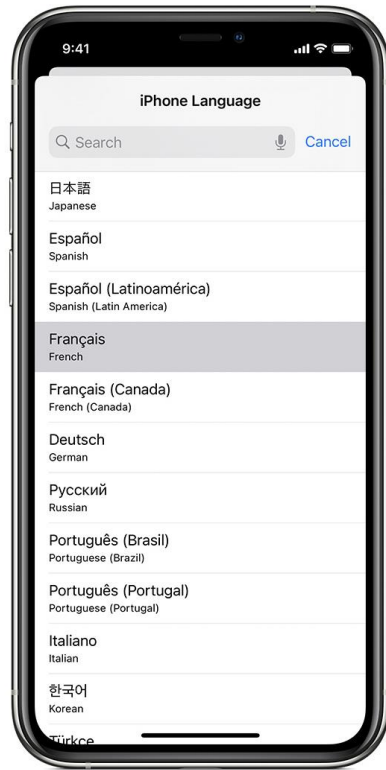 9:41
iPhone Language
Search
Cancel
日本語
Japanese
Español
Spanish
Español (Latinoamérica)
Spanish (Latin America)
Français
French
Français (Canada)
French (Canada)
Deutsch
German
Русский
Russian
Português (Brasil)
Portuguese (Brazil)
Português (Portugal)
Portuguese (Portugal)
Italiano
Italian
한국어
Korean
Türkçe